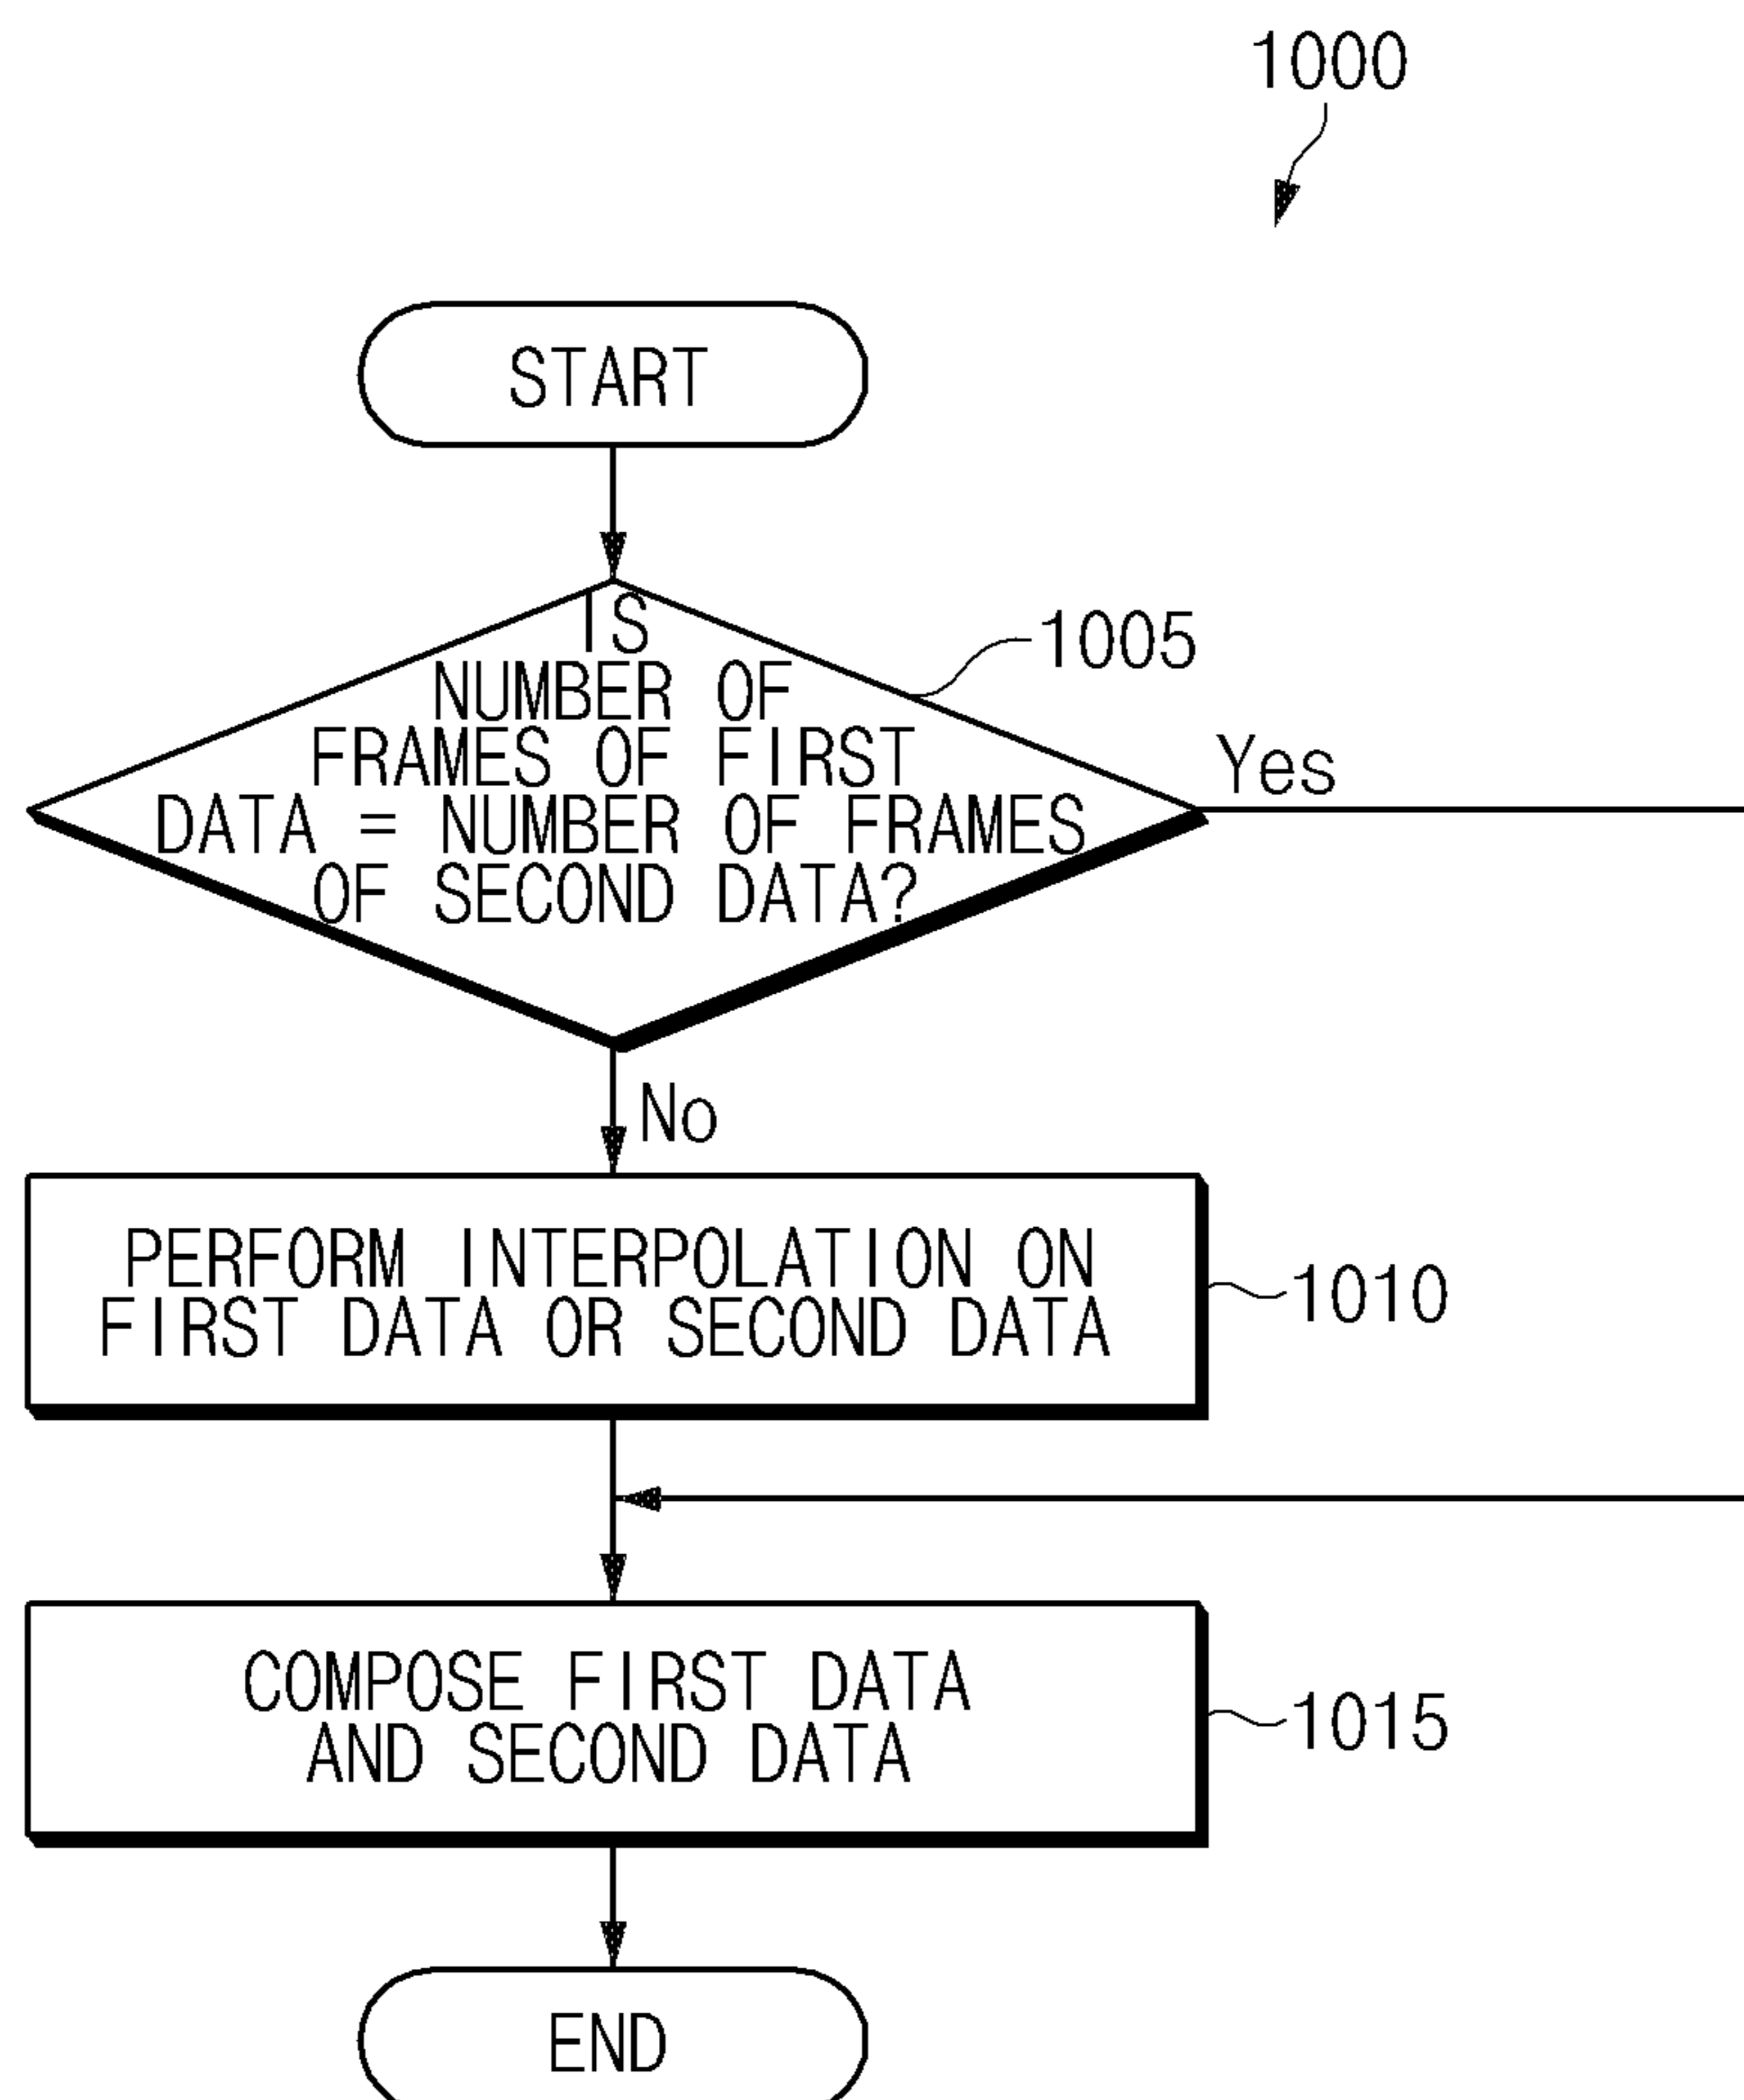 1000
START
IS
NUMBER OF
FRAMES OF FIRST
DATA = NUMBER OF FRAMES
OF SECOND DATA?
1005
Yes
No
PERFORM INTERPOLATION ON
FIRST DATA OR SECOND DATA
1010
COMPOSE FIRST DATA
AND SECOND DATA
1015
END